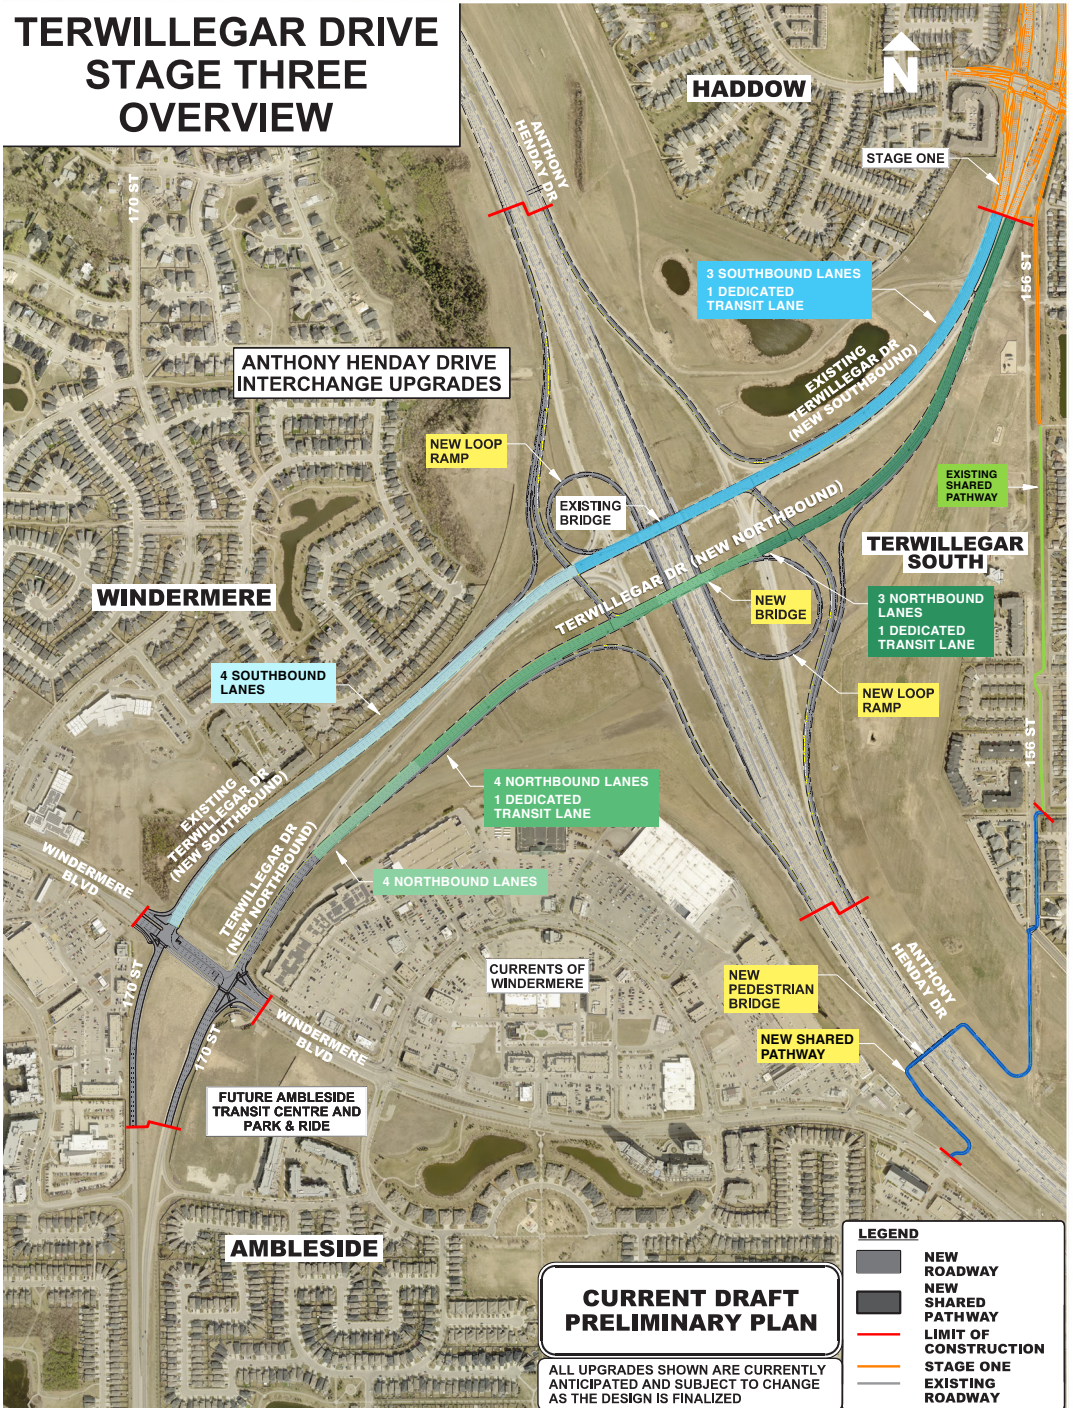 TERWILLEGAR DRIVE
STAGE THREE
OVERVIEW
HADDOW
N
ANTHONY
HENDAY DR
STAGE ONE
170 ST
156 ST
3 SOUTHBOUND LANES
1 DEDICATED
TRANSIT LANE
ANTHONY HENDAY DRIVE
INTERCHANGE UPGRADES
EXISTING
TERWILLEGAR DR
(NEW SOUTHBOUND)
NEW LOOP
RAMP
EXISTING
SHARED
PATHWAY
EXISTING
BRIDGE
TERWILLEGAR DR (NEW NORTHBOUND)
TERWILLEGAR
SOUTH
WINDERMERE
NEW
BRIDGE
3 NORTHBOUND
LANES
1 DEDICATED
TRANSIT LANE
4 SOUTHBOUND
LANES
NEW LOOP
RAMP
156 ST
4 NORTHBOUND LANES
1 DEDICATED
TRANSIT LANE
EXISTING
TERWILLEGAR DR
(NEW SOUTHBOUND)
WINDERMERE
BLVD
TERWILLEGAR DR
(NEW NORTHBOUND)
4 NORTHBOUND LANES
170 ST
CURRENTS OF
WINDERMERE
ANTHONY
HENDAY DR
NEW
PEDESTRIAN
BRIDGE
WINDERMERE
BLVD
170 ST
NEW SHARED
PATHWAY
FUTURE AMBLESIDE
TRANSIT CENTRE AND
PARK & RIDE
AMBLESIDE
CURRENT DRAFT
PRELIMINARY PLAN
ALL UPGRADES SHOWN ARE CURRENTLY
ANTICIPATED AND SUBJECT TO CHANGE
AS THE DESIGN IS FINALIZED
LEGEND
NEW
ROADWAY
NEW
SHARED
PATHWAY
LIMIT OF
CONSTRUCTION
STAGE ONE
EXISTING
ROADWAY